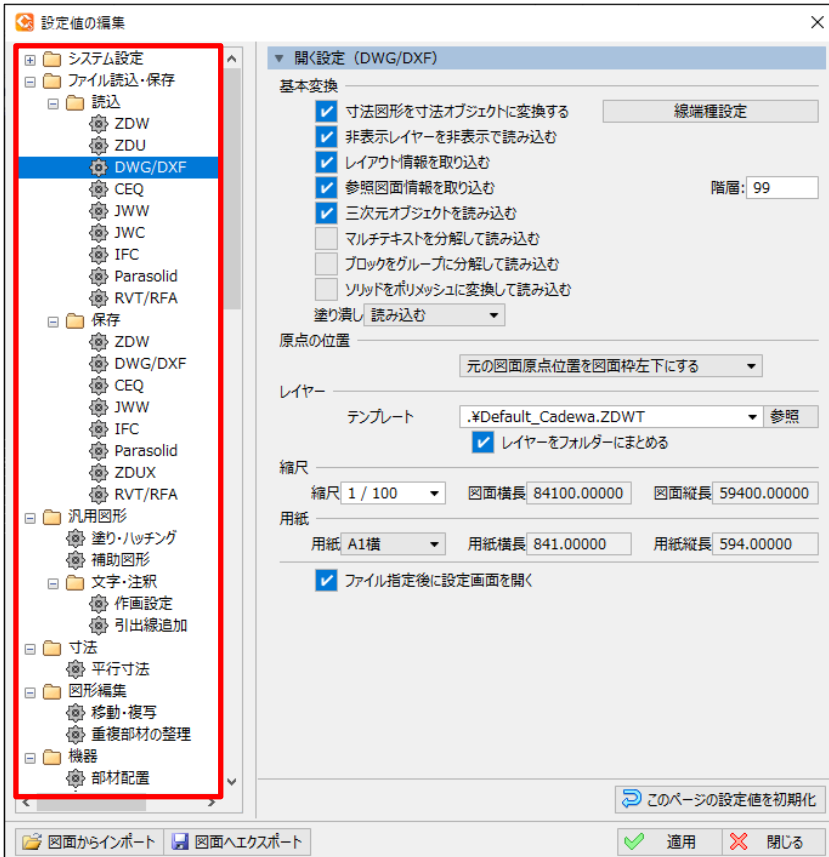 設定値の編集
システム設定
ファイル読込・保存
読込
ZDW
ZDU
DWG/DXF
CEQ
JWW
JWC
IFC
Parasolid
RVT/RFA
保存
ZDW
DWG/DXF
CEQ
JWW
IFC
Parasolid
ZDUX
RVT/RFA
汎用図形
塗り・ハッチング
補助図形
文字・注釈
作画設定
引出線追加
寸法
平行寸法
図形編集
移動・複写
重複部材の整理
機器
部材配置
開く設定（DWG/DXF）
基本変換
寸法図形を寸法オブジェクトに変換する 線端種設定
非表示レイヤーを非表示で読み込む
レイアウト情報を取り込む
参照図面情報を取り込む 階層: 99
三次元オブジェクトを読み込む
マルチテキストを分解して読み込む
ブロックをグループに分解して読み込む
ソリッドをポリメッシュに変換して読み込む
塗り潰し 読み込む
原点の位置
元の図面原点位置を図面枠左下にする
レイヤー
テンプレート .¥Default_Cadewa.ZDWT 参照
レイヤーをフォルダーにまとめる
縮尺
縮尺 1 / 100 図面横長 84100.00000 図面縦長 59400.00000
用紙
用紙 A1横 用紙横長 841.00000 用紙縦長 594.00000
ファイル指定後に設定画面を開く
このページの設定値を初期化
図面からインポート 図面へエクスポート 適用 閉じる